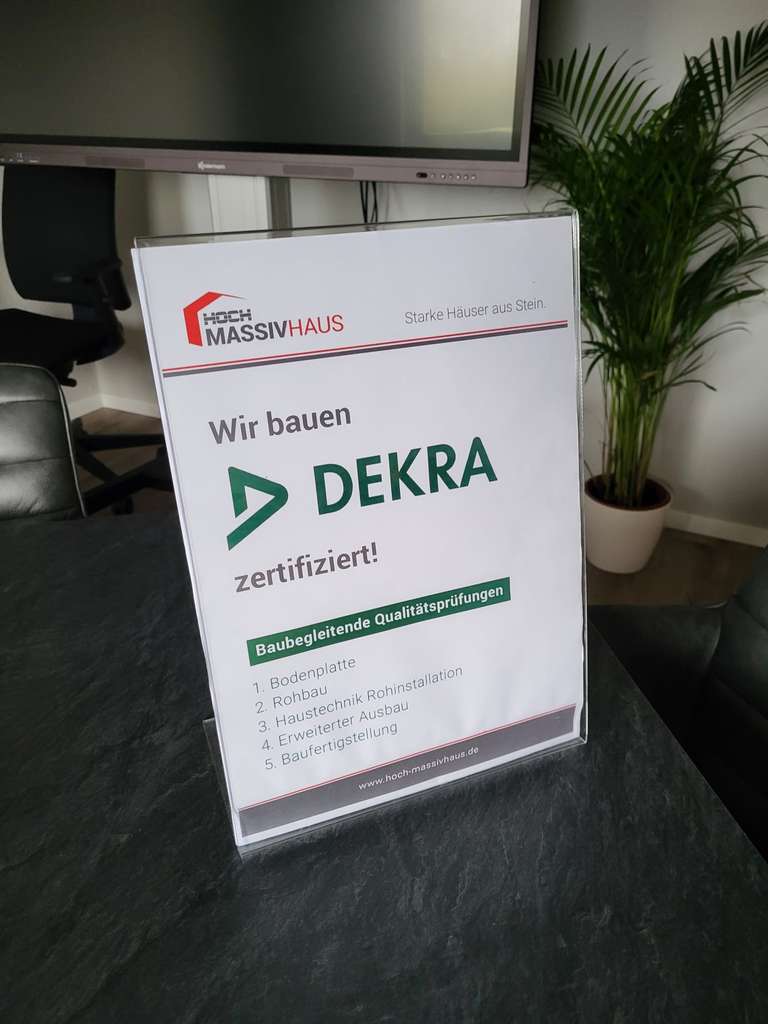 HOCH
MASSIVHAUS
Starke Häuser aus Stein.
Wir bauen
DEKRA
zertifiziert!
Baubegleitende Qualitätsprüfungen
1. Bodenplatte
2. Rohbau
3. Haustechnik Rohinstallation
4. Erweiterter Ausbau
5. Baufertigstellung
www.hoch-massivhaus.de